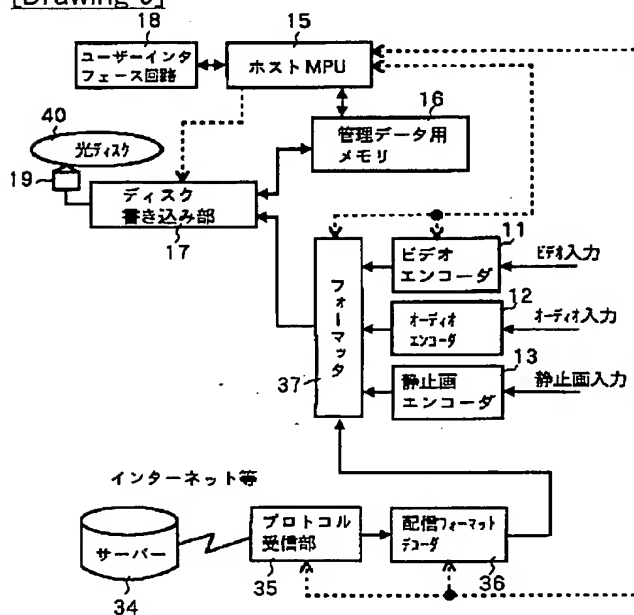 18
15
ユーザーインタ
フェース回路
ホストMPU
16
40
光ディスク
管理データ用
メモリ
19
ディスク
書き込み部
17
11
ビデオ
エンコーダ
ビデオ入力
フォーマッタ
37
12
オーディオ
エンコーダ
オーディオ入力
13
静止画
エンコーダ
静止画入力
インターネット等
サーバー
34
プロトコル
受信部
35
配信フォーマット
デコーダ
36